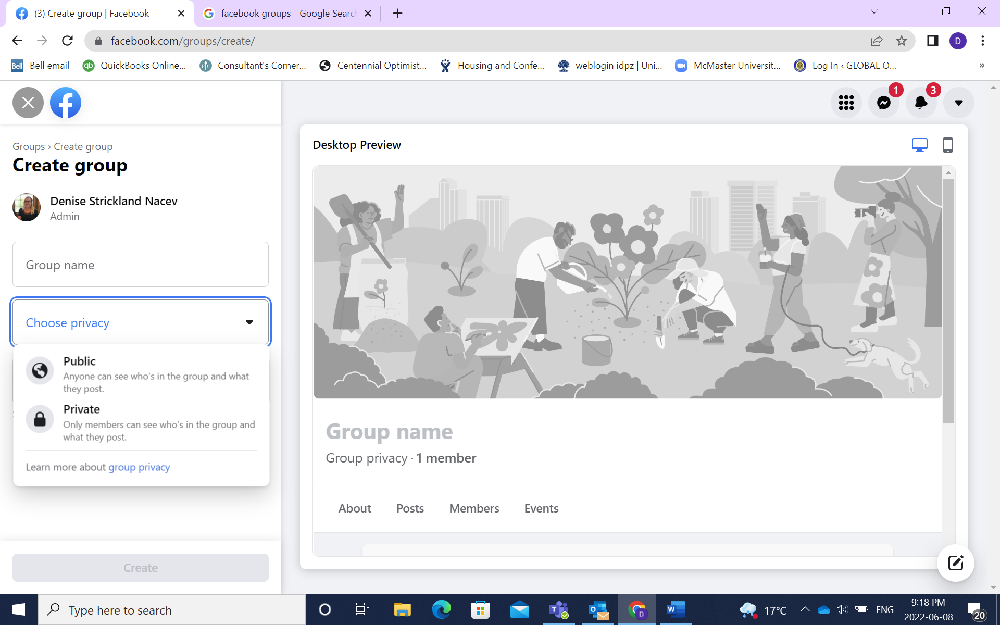 (3) Create group | Facebook
facebook groups - Google Search
facebook.com/groups/create/
D
Bell Bell email
qb QuickBooks Online...
Consultant's Corner...
Centennial Optimist...
Housing and Confe...
weblogin idpz | Uni...
McMaster Universit...
Log In ‹ GLOBAL O...
»
1
3
Groups › Create group
Create group
Denise Strickland Nacev
Admin
Group name
Choose privacy
Public
Anyone can see who's in the group and what
they post.
Private
Only members can see who's in the group and
what they post.
Learn more about group privacy
Create
Desktop Preview
Group name
Group privacy · 1 member
About Posts Members Events
Type here to search
17°C
ENG
9:18 PM
2022-06-08
20